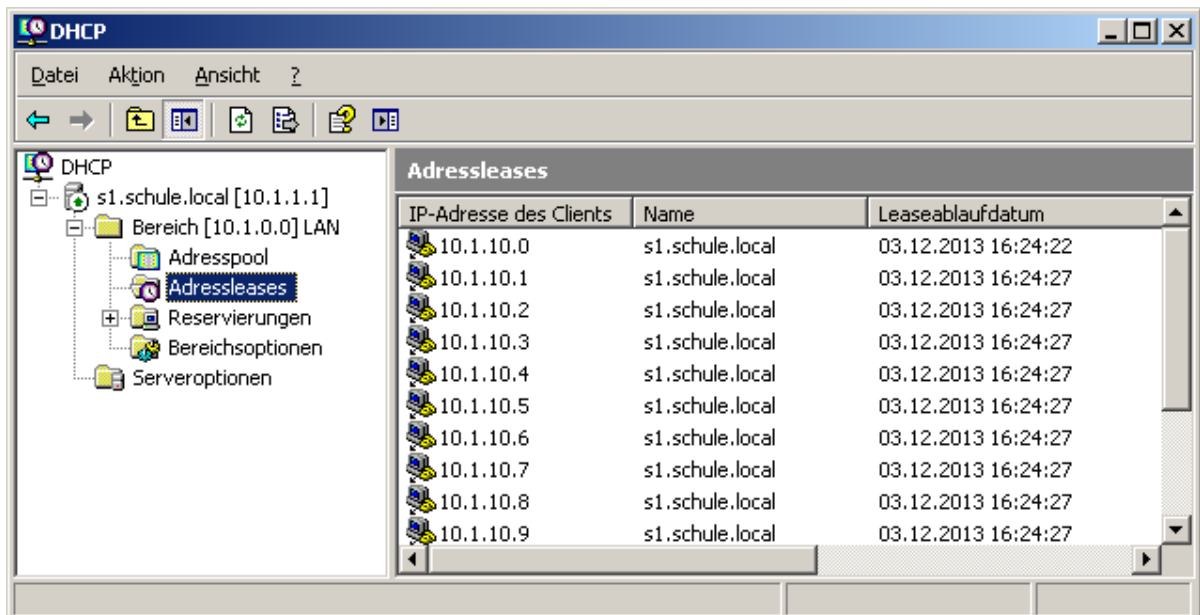 DHCP
Datei Aktion Ansicht ?
DHCP
s1.schule.local [10.1.1.1]
Bereich [10.1.0.0] LAN
Adresspool
Adressleases
Reservierungen
Bereichsoptionen
Serveroptionen
Adressleases
IP-Adresse des Clients Name Leaseablaufdatum
10.1.10.0 s1.schule.local 03.12.2013 16:24:22
10.1.10.1 s1.schule.local 03.12.2013 16:24:27
10.1.10.2 s1.schule.local 03.12.2013 16:24:27
10.1.10.3 s1.schule.local 03.12.2013 16:24:27
10.1.10.4 s1.schule.local 03.12.2013 16:24:27
10.1.10.5 s1.schule.local 03.12.2013 16:24:27
10.1.10.6 s1.schule.local 03.12.2013 16:24:27
10.1.10.7 s1.schule.local 03.12.2013 16:24:27
10.1.10.8 s1.schule.local 03.12.2013 16:24:27
10.1.10.9 s1.schule.local 03.12.2013 16:24:27